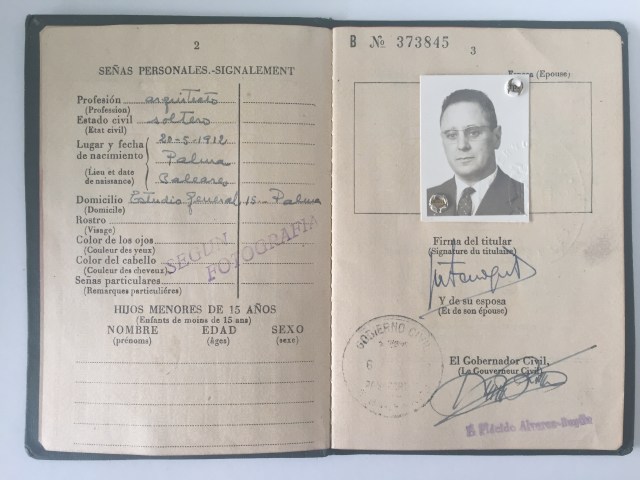 2
SEÑAS PERSONALES.-SIGNALEMENT
Profesión arquitecto
(Profession)
Estado civil soltero
(Etat civil)
Lugar y fecha 20-5-1912
de nacimiento Palma
(Lieu et date
de naissance) Baleares
Domicilio Estudio General, 15 - Palma
(Domicile)
Rostro
(Visage)
Color de los ojos
(Couleur des yeux)
Color del cabello
(Couleur des cheveux)
Señas particulares
(Remarques particulières)
SEGUN
FOTOGRAFIA
HIJOS MENORES DE 15 AÑOS
(Enfants de moins de 15 ans)
NOMBRE EDAD SEXO
(prénoms) (âges) (sexe)
B No 373845
3
(Epouse)
Firma del titular
(Signature du titulaire)
Y de su esposa
(Et de son épouse)
GOBIERNO CIVIL
6
El Gobernador Civil,
(Le Gouverneur Civil)
Plácido Alvarez-Buylla